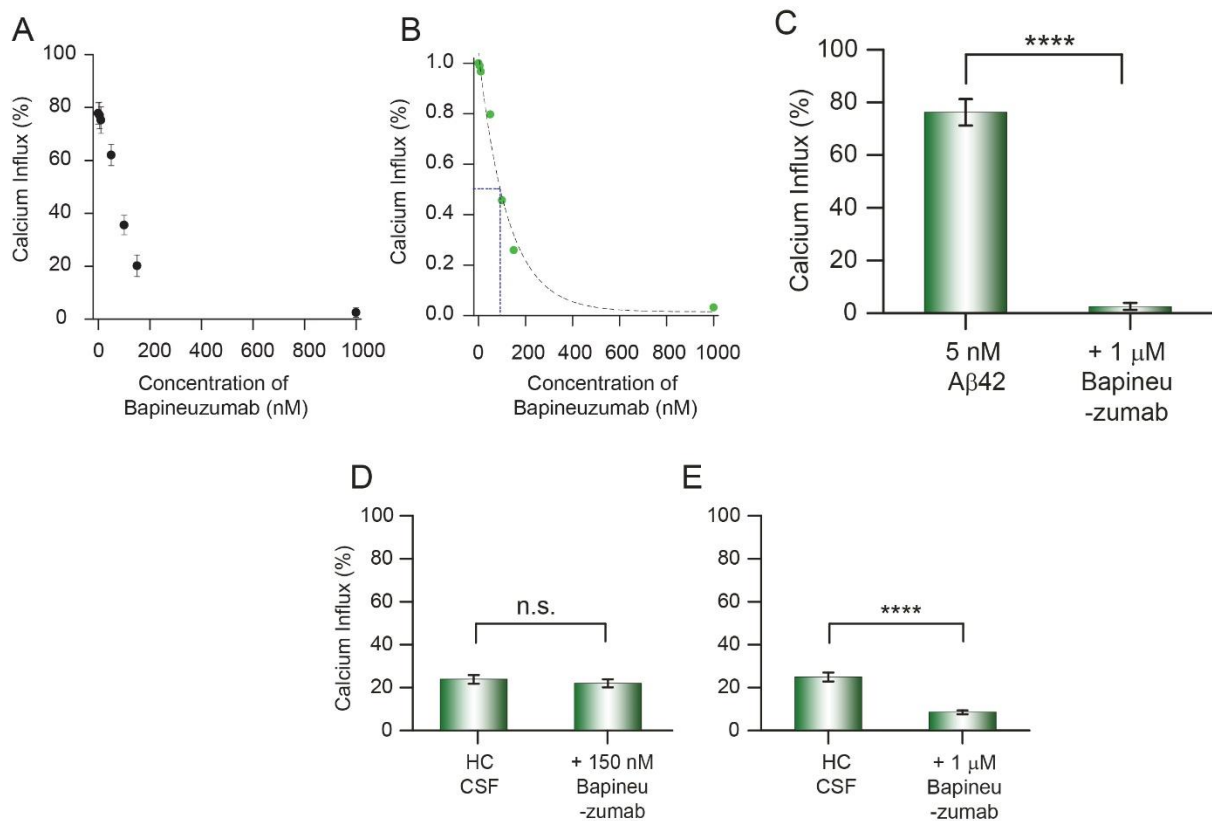 A
Calcium Influx (%)
100
80
60
40
20
0
0
200
400
600
800
1000
Concentration of
Bapineuzumab (nM)
B
Calcium Influx (%)
1.0
0.8
0.6
0.4
0.2
0.0
0
200
400
600
800
1000
Concentration of
Bapineuzumab (nM)
C
Calcium Influx (%)
100
80
60
40
20
0
****
5 nM
Aβ42
+ 1 μM
Bapineu
-zumab
D
Calcium Influx (%)
100
80
60
40
20
0
n.s.
HC
CSF
+ 150 nM
Bapineu
-zumab
E
100
80
60
40
20
0
****
HC
CSF
+ 1 μM
Bapineu
-zumab